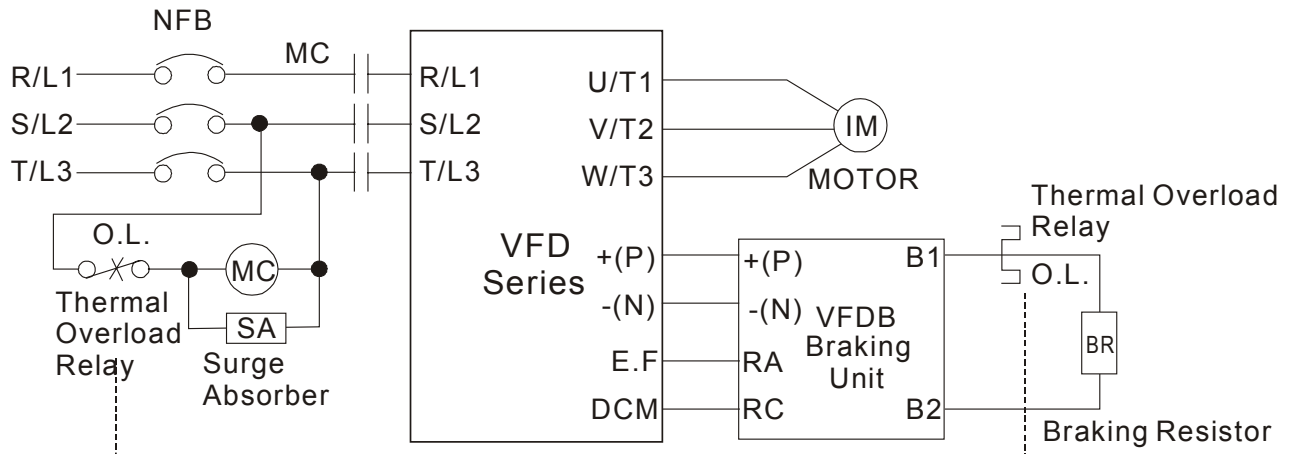 NFB
MC
R/L1
S/L2
T/L3
O.L.
MC
SA
Thermal
Overload
Relay
Surge
Absorber
R/L1
S/L2
T/L3
VFD
Series
U/T1
V/T2
W/T3
+(P)
-(N)
E.F
DCM
IM
MOTOR
+(P)
-(N)
RA
RC
VFDB
Braking
Unit
B1
B2
Thermal Overload
Relay
O.L.
BR
Braking Resistor